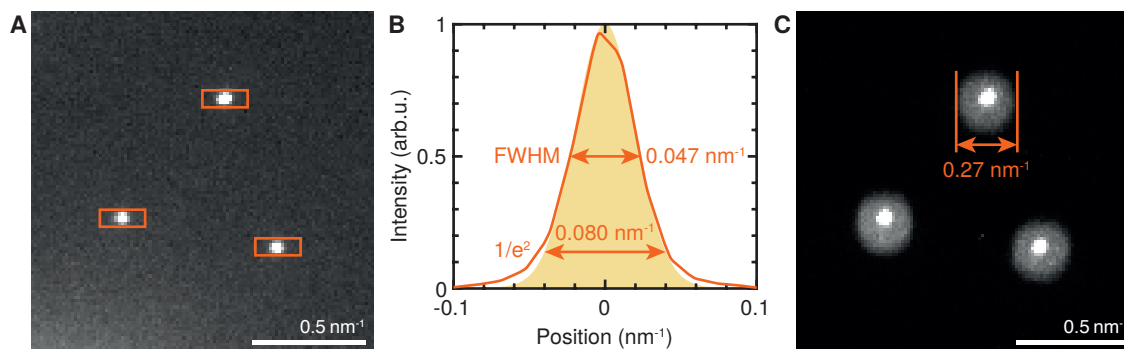 A
0.5 nm⁻¹
B
Intensity (arb.u.)
1
0.5
0
FWHM
0.047 nm⁻¹
1/e²
0.080 nm⁻¹
-0.1
0
0.1
Position (nm⁻¹)
C
0.27 nm⁻¹
0.5 nm⁻